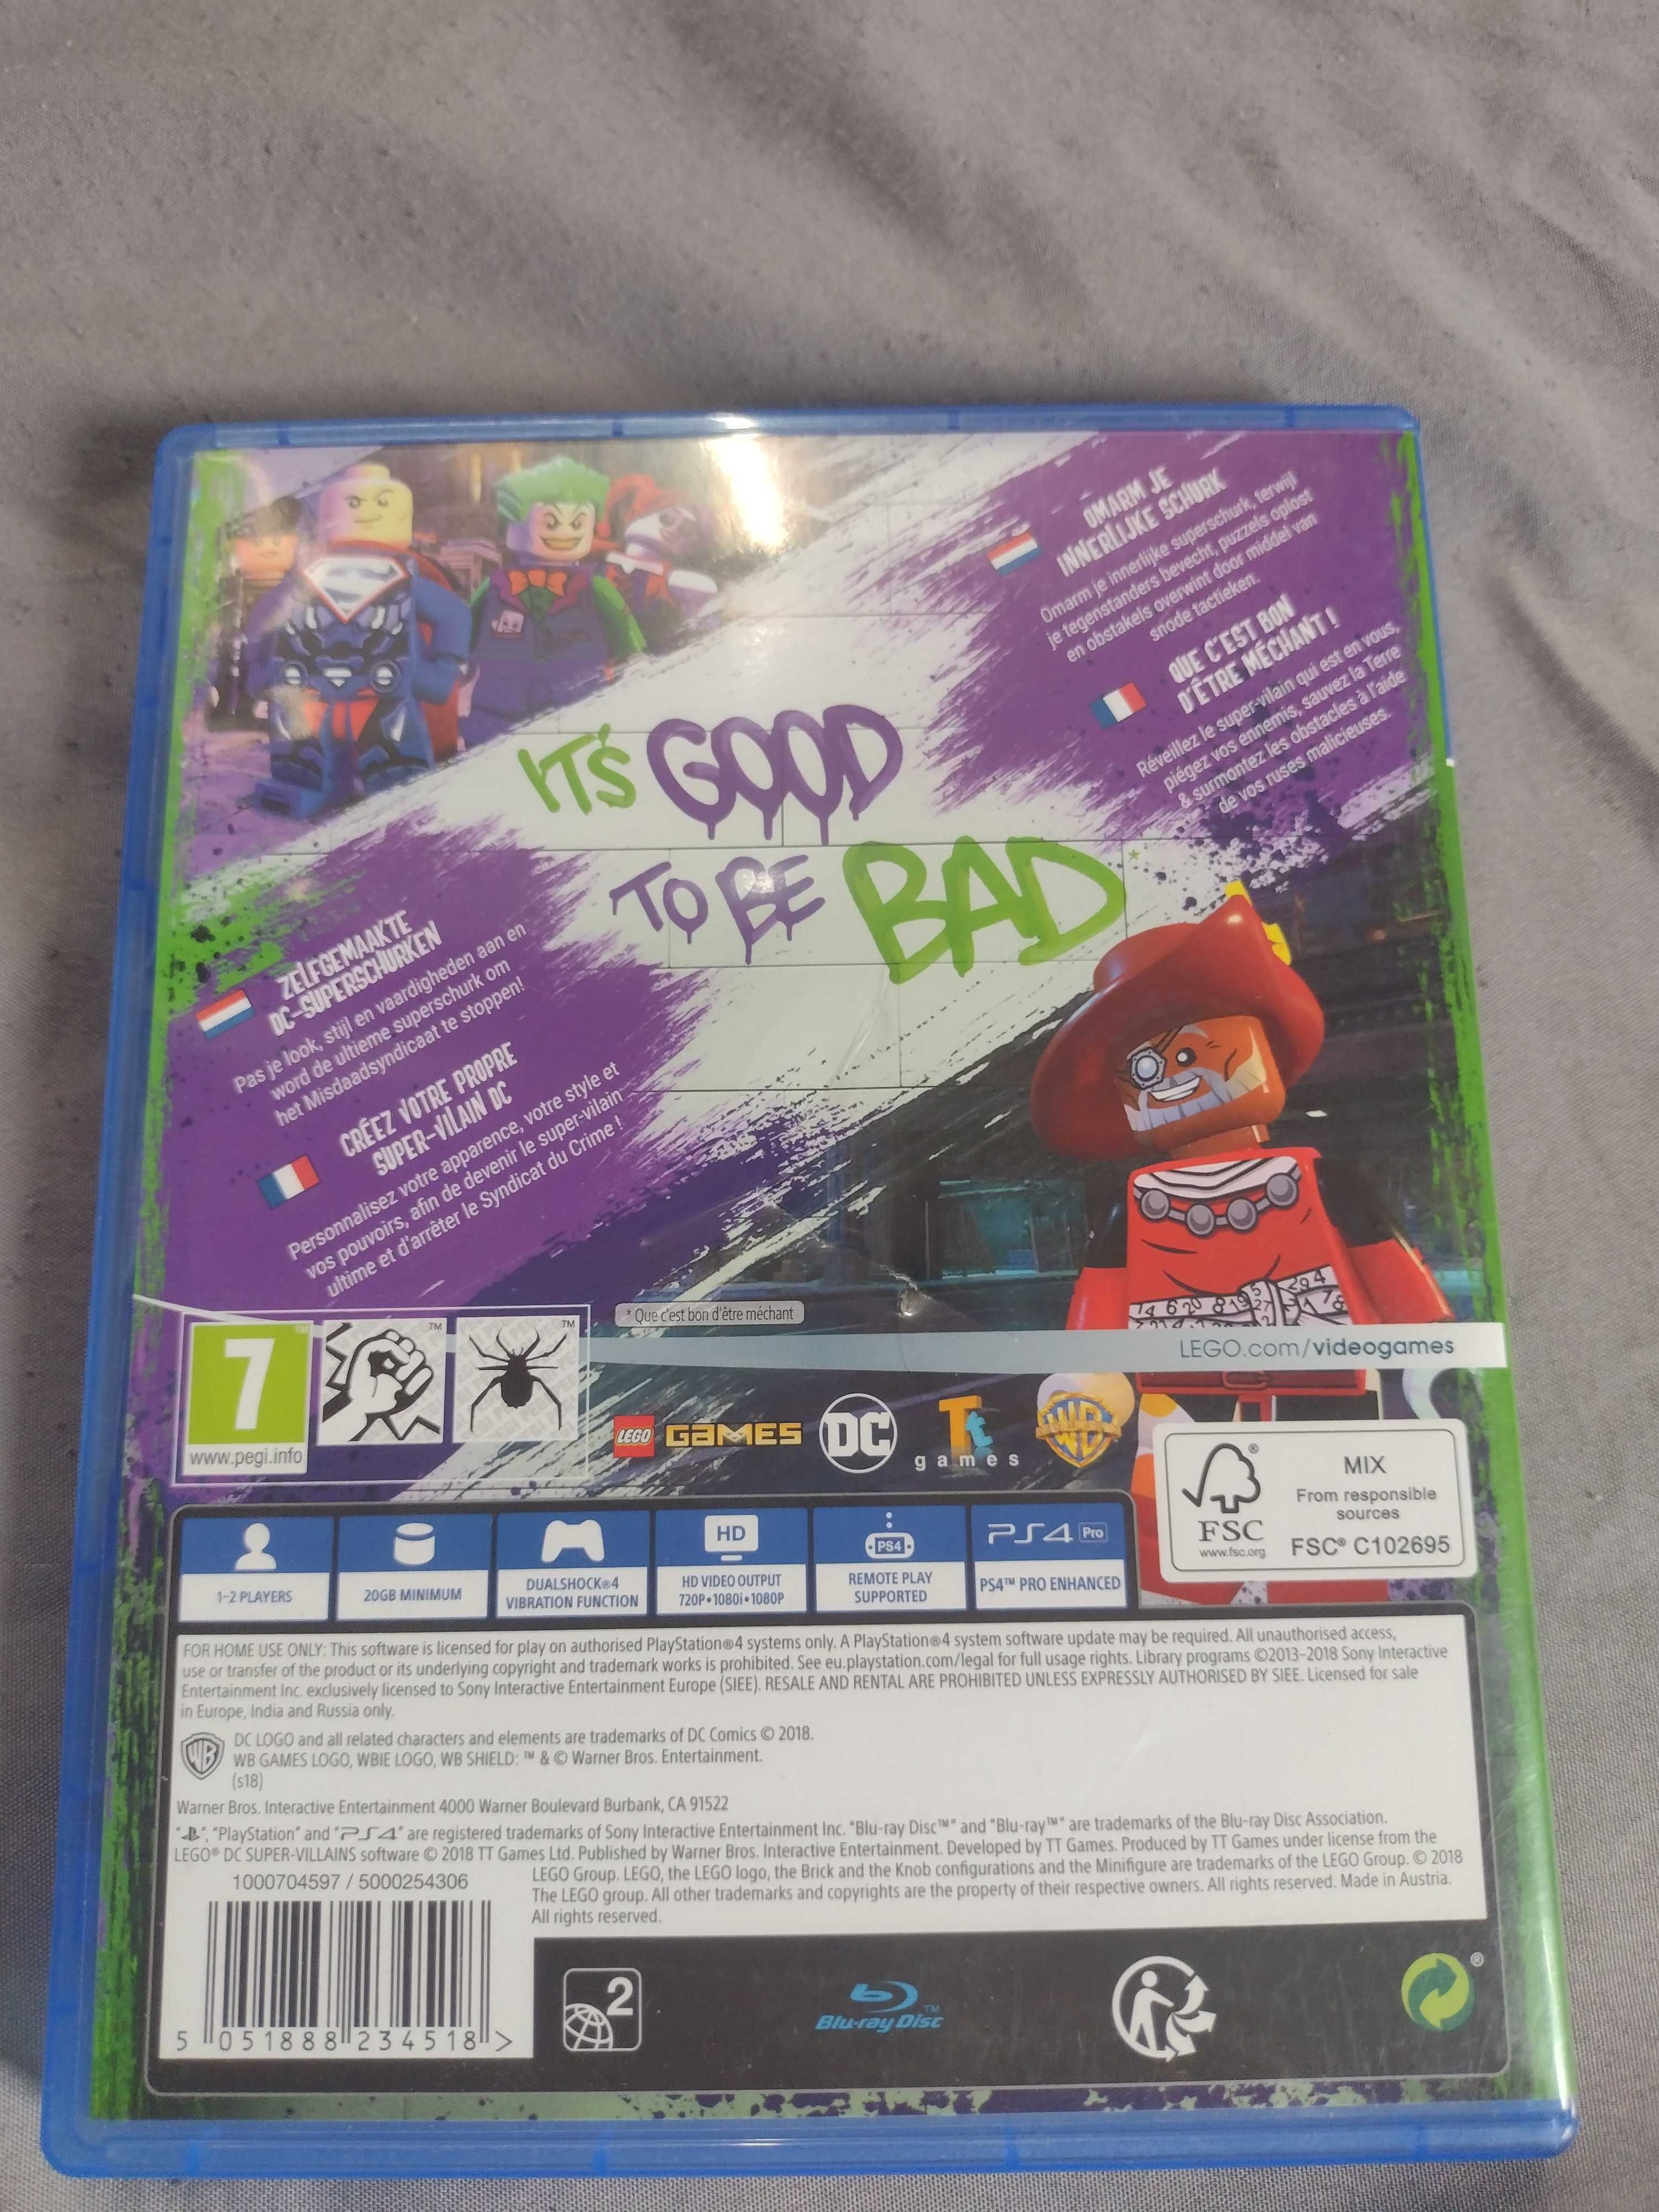 OMARM JE
INNERLIJKE SCHURK
Omarm je innerlijke superschurk, terwijl
je tegenstanders bevecht, puzzels oplost
en obstakels overwint door middel van
snode tactieken.
QUE C'EST BON
D'ÊTRE MÉCHANT !
Réveillez le super-vilain qui est en vous,
piégez vos ennemis, sauvez la Terre
& surmontez les obstacles à l'aide
de vos ruses malicieuses.
IT'S GOOD
TO BE BAD*
ZELFGEMAAKTE
DC-SUPERSCHURKEN
Pas je look, stijl en vaardigheden aan en
word de ultieme superschurk om
het Misdaadsyndicaat te stoppen!
CRÉEZ VOTRE PROPRE
SUPER-VILAIN DC
Personnalisez votre apparence, votre style et
vos pouvoirs, afin de devenir le super-vilain
ultime et d'arrêter le Syndicat du Crime !
* Que c'est bon d'être méchant
LEGO.com/videogames
7
www.pegi.info
LEGO GAMES
DC
Tt
games
WB
FSC®
www.fsc.org
MIX
From responsible
sources
FSC® C102695
1-2 PLAYERS
20GB MINIMUM
DUALSHOCK®4
VIBRATION FUNCTION
HD
HD VIDEO OUTPUT
720P•1080i•1080P
PS4
REMOTE PLAY
SUPPORTED
PS4 Pro
PS4™ PRO ENHANCED
FOR HOME USE ONLY: This software is licensed for play on authorised PlayStation®4 systems only. A PlayStation®4 system software update may be required. All unauthorised access,
use or transfer of the product or its underlying copyright and trademark works is prohibited. See eu.playstation.com/legal for full usage rights. Library programs ©2013-2018 Sony Interactive
Entertainment Inc. exclusively licensed to Sony Interactive Entertainment Europe (SIEE). RESALE AND RENTAL ARE PROHIBITED UNLESS EXPRESSLY AUTHORISED BY SIEE. Licensed for sale
in Europe, India and Russia only.
WB
DC LOGO and all related characters and elements are trademarks of DC Comics © 2018.
WB GAMES LOGO, WBIE LOGO, WB SHIELD: ™ & © Warner Bros. Entertainment.
(s18)
Warner Bros. Interactive Entertainment 4000 Warner Boulevard Burbank, CA 91522
"PS", "PlayStation" and "PS4" are registered trademarks of Sony Interactive Entertainment Inc. "Blu-ray Disc™" and "Blu-ray™" are trademarks of the Blu-ray Disc Association.
LEGO® DC SUPER-VILLAINS software © 2018 TT Games Ltd. Published by Warner Bros. Interactive Entertainment. Developed by TT Games. Produced by TT Games under license from the
LEGO Group. LEGO, the LEGO logo, the Brick and the Knob configurations and the Minifigure are trademarks of the LEGO Group. © 2018
The LEGO group. All other trademarks and copyrights are the property of their respective owners. All rights reserved. Made in Austria.
All rights reserved.
1000704597 / 5000254306
5 051888 234518 >
2
Blu-ray Disc™